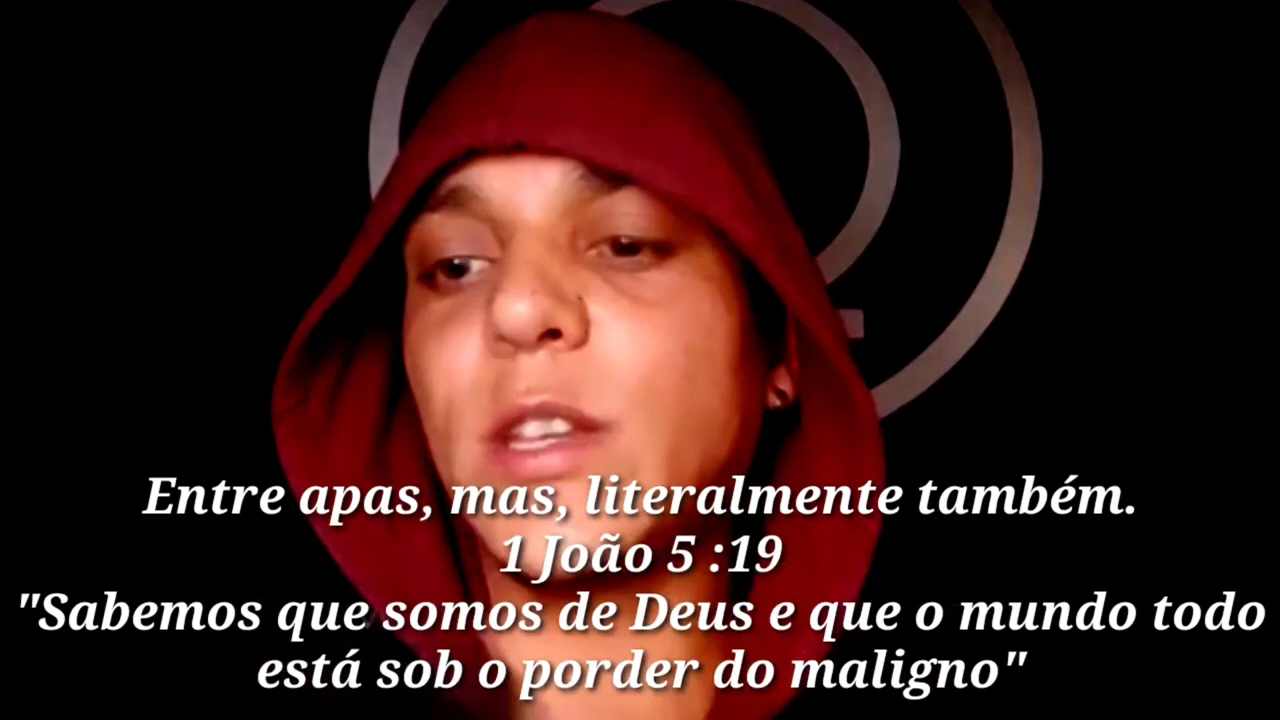 Entre apas, mas, literalmente também.
1 João 5 :19
"Sabemos que somos de Deus e que o mundo todo
está sob o porder do maligno"